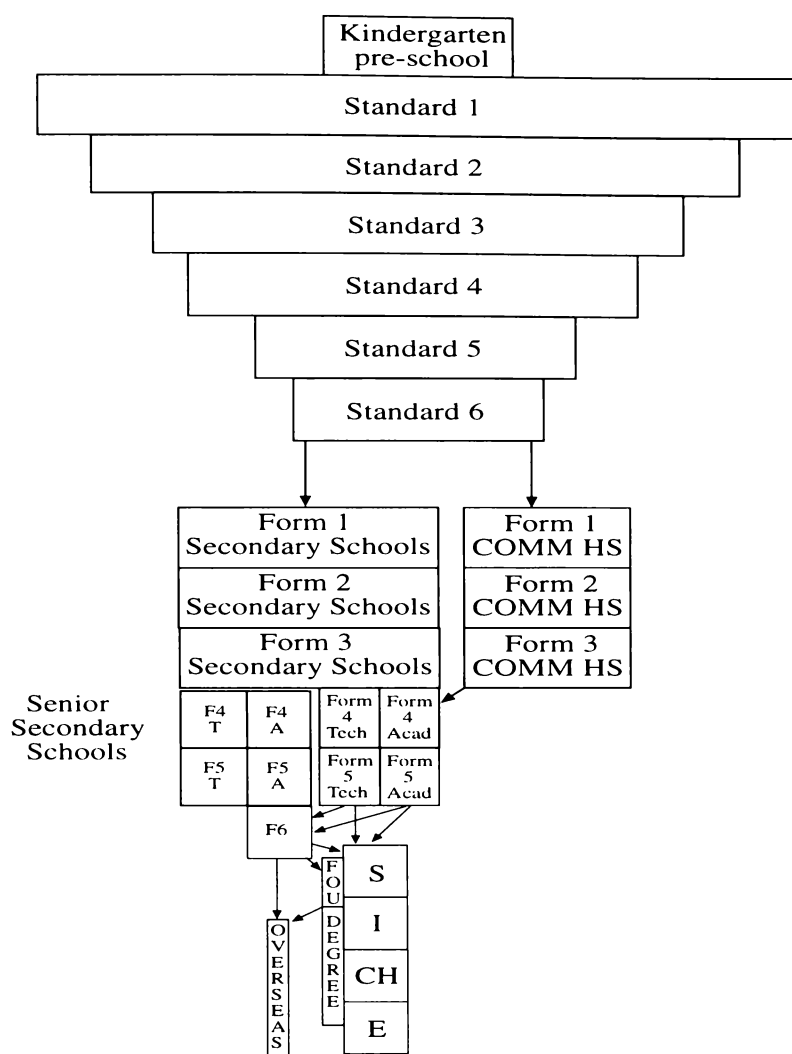 Kindergarten
pre-school
Standard 1
Standard 2
Standard 3
Standard 4
Standard 5
Standard 6
Form 1
Secondary Schools
Form 1
COMM HS
Form 2
Secondary Schools
Form 2
COMM HS
Form 3
Secondary Schools
Form 3
COMM HS
Senior
Secondary
Schools
F4
T
F4
A
Form
4
Tech
Form
4
Acad
F5
T
F5
A
Form
5
Tech
Form
5
Acad
F6
FOU
DEGREE
S
I
CH
E
OVERSEAS